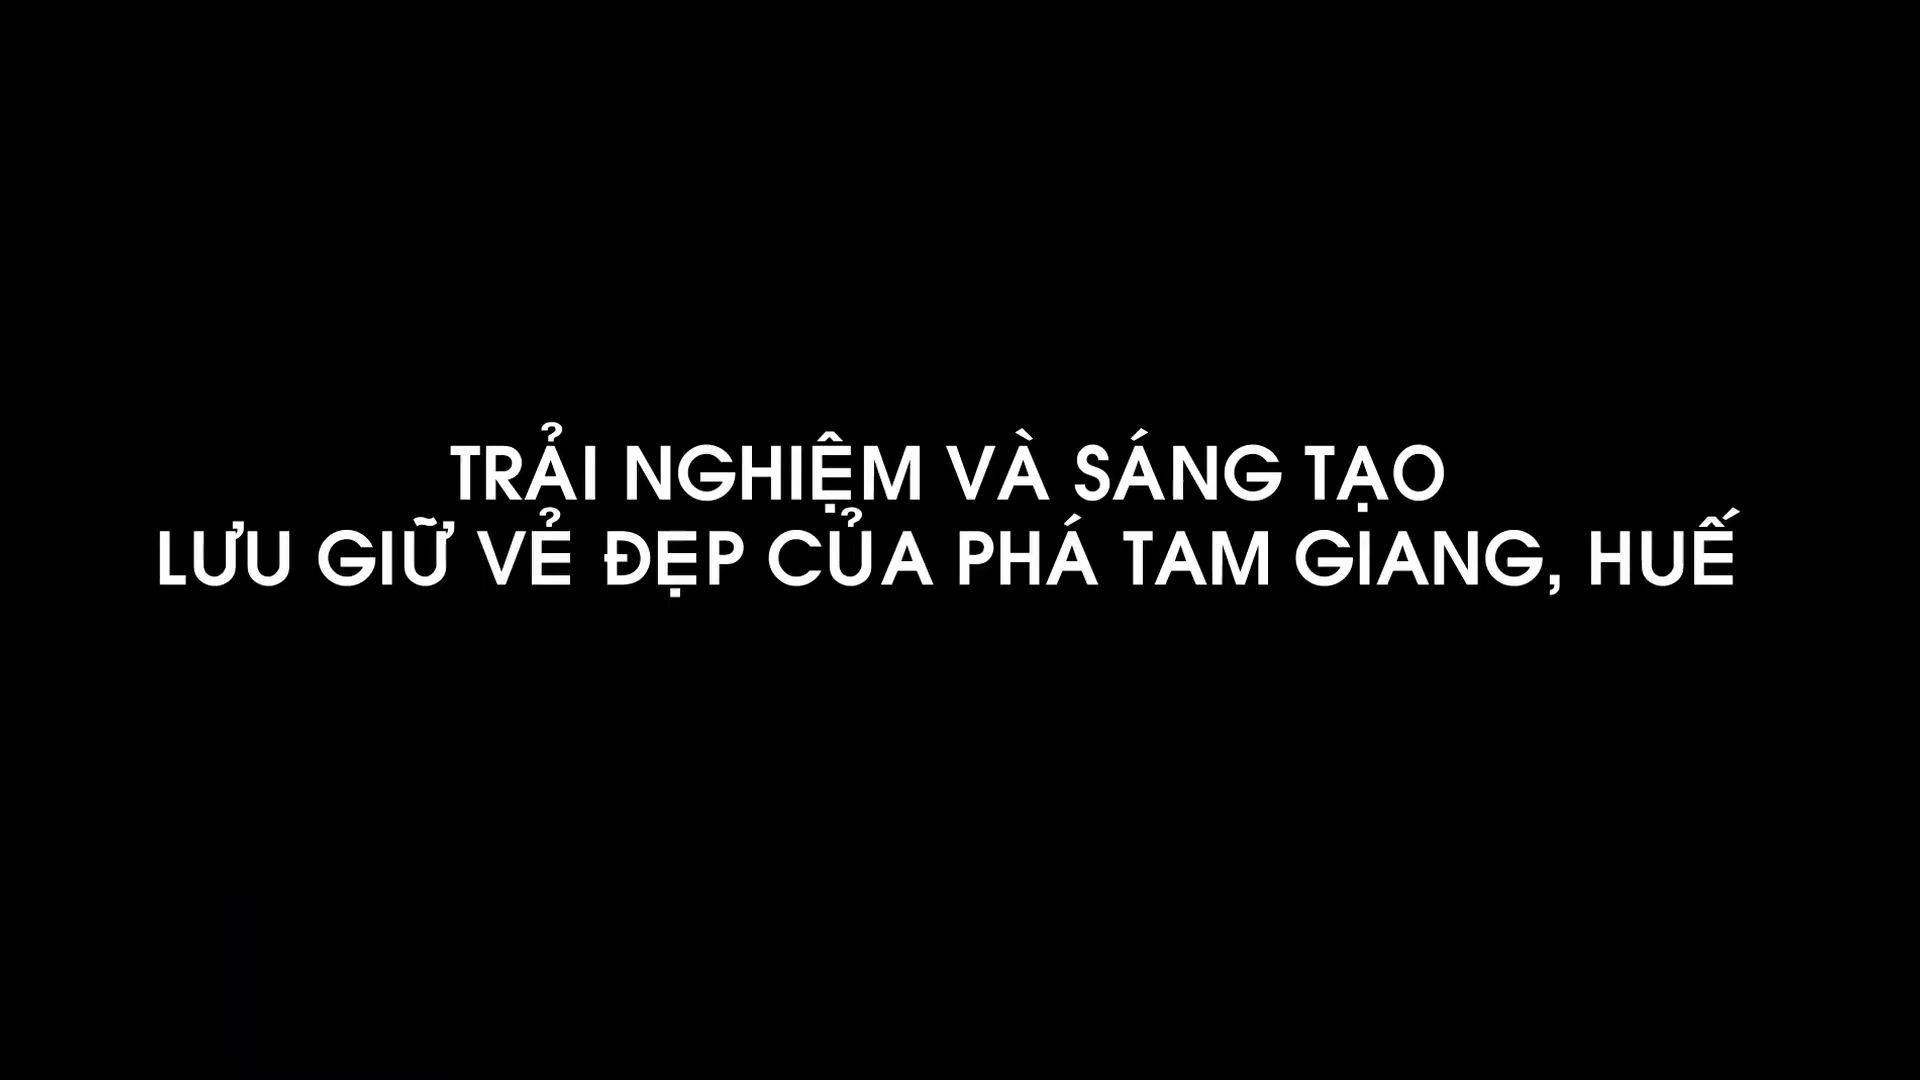 TRẢI NGHIỆM VÀ SÁNG TẠO
LƯU GIỮ VẺ ĐẸP CỦA PHÁ TAM GIANG, HUẾ